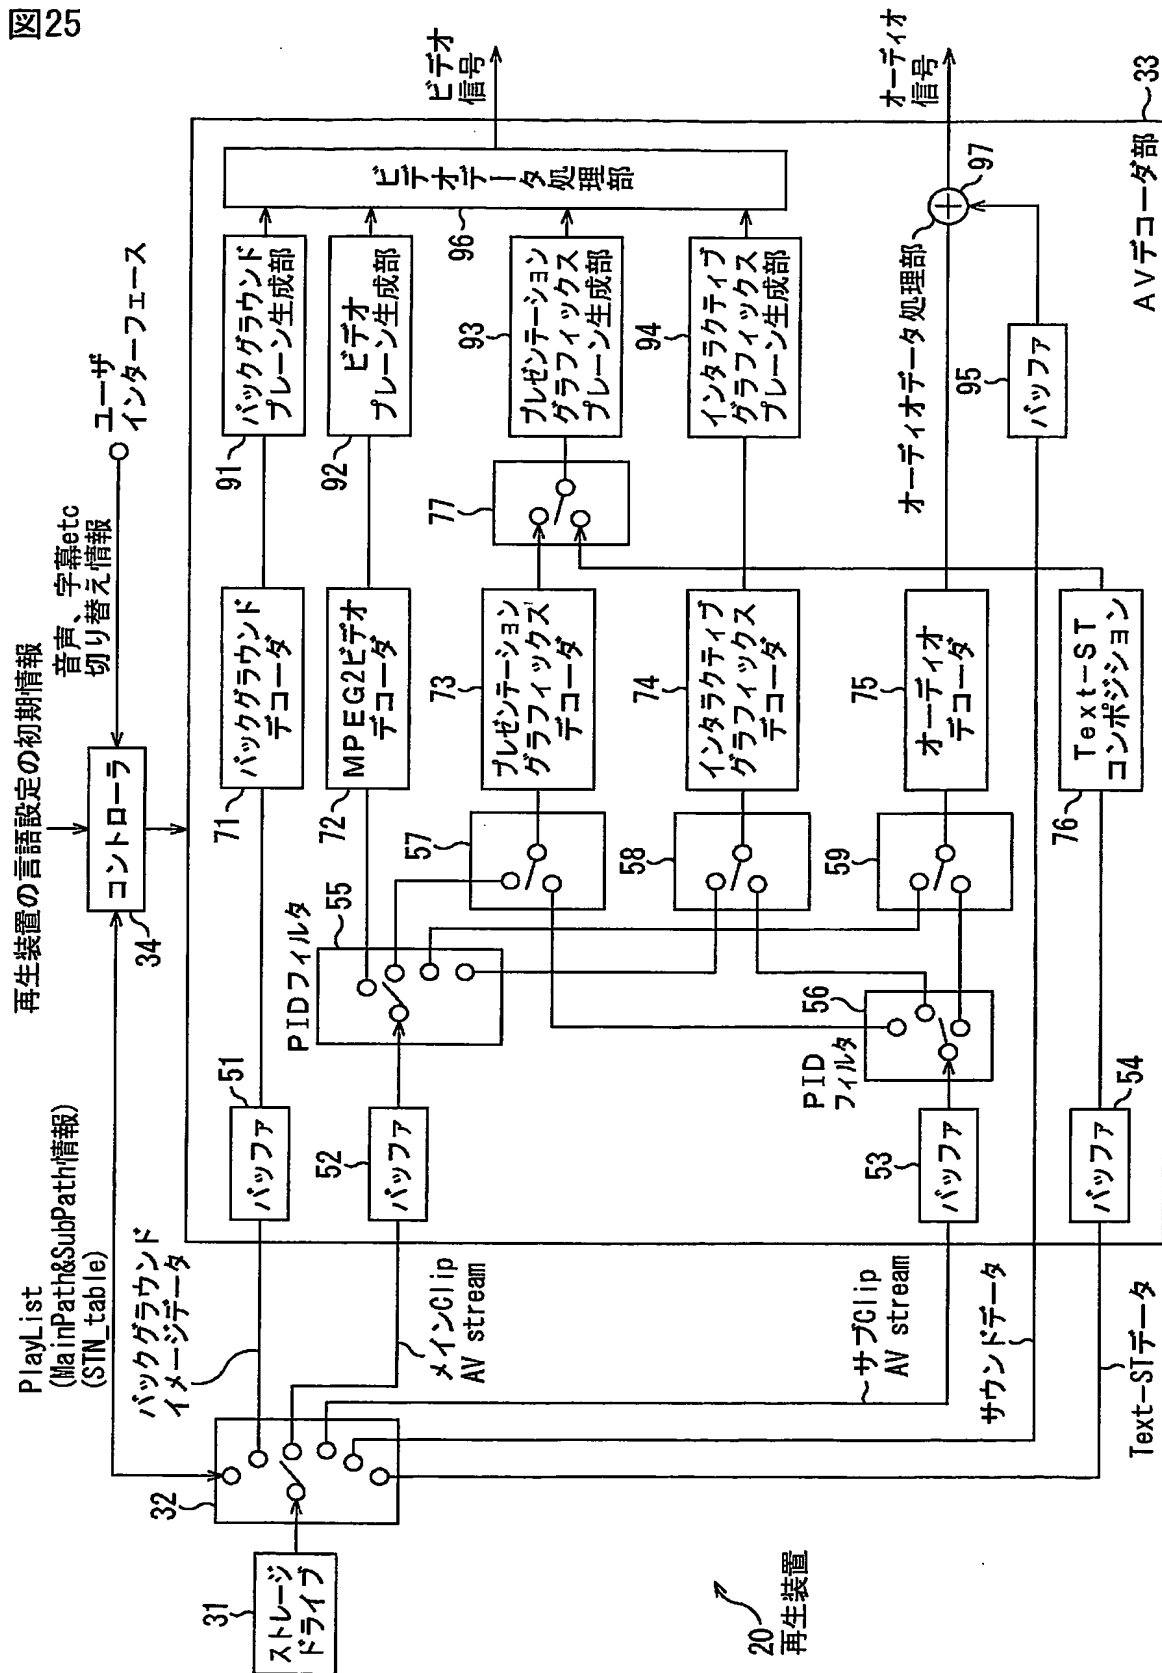 図25
再生装置の言語設定の初期情報
音声、字幕etc
切り替え情報
ユーザ
インターフェース
コントローラ
34
PlayList
(MainPath&SubPath情報)
(STN_table)
バックグラウンド
イメージデータ
メインClip
AV stream
サブClip
AV stream
サウンドデータ
Text-STデータ
ストレージ
ドライブ
31
32
20
再生装置
バッファ
51
バッファ
52
バッファ
53
バッファ
54
PIDフィルタ
55
PID
フィルタ
56
57
58
59
バックグラウンド
デコーダ
71
MPEG2ビデオ
デコーダ
72
プレゼンテーション
グラフィックス
デコーダ
73
インタラクティブ
グラフィックス
デコーダ
74
オーディオ
デコーダ
75
Text-ST
コンポジション
76
77
バックグラウンド
プレーン生成部
91
ビデオ
プレーン生成部
92
プレゼンテーション
グラフィックス
プレーン生成部
93
インタラクティブ
グラフィックス
プレーン生成部
94
バッファ
95
ビデオデータ処理部
96
オーディオデータ処理部
97
ビデオ
信号
オーディオ
信号
AVデコーダ部
33